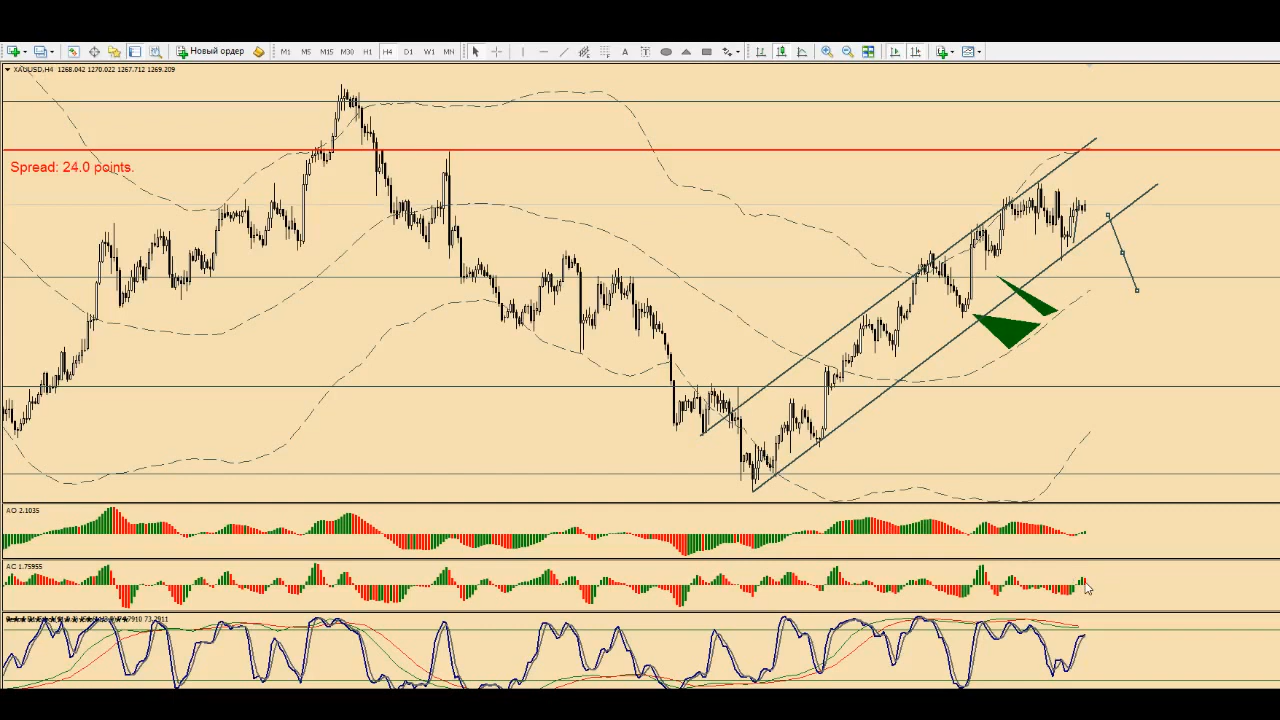 Новый ордер A T M1 M5 M15 M30 H1 H4 D1 W1 MN
XAUUSD,H4 1268.042 1270.022 1267.712 1269.209
Spread: 24.0 points.
AO 2.1035
AC 1.75955